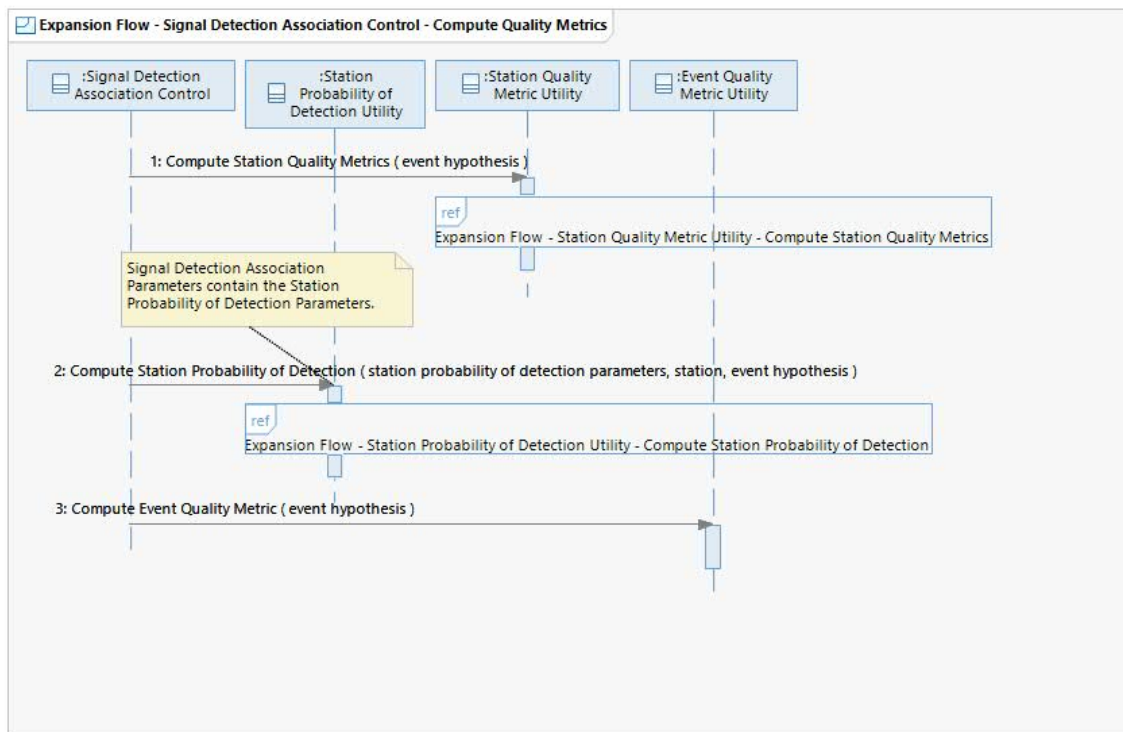 Expansion Flow - Signal Detection Association Control - Compute Quality Metrics
:Signal Detection
Association Control
:Station
Probability of
Detection Utility
:Station Quality
Metric Utility
:Event Quality
Metric Utility
1: Compute Station Quality Metrics ( event hypothesis )
ref
Expansion Flow - Station Quality Metric Utility - Compute Station Quality Metrics
Signal Detection Association
Parameters contain the Station
Probability of Detection Parameters.
2: Compute Station Probability of Detection ( station probability of detection parameters, station, event hypothesis )
ref
Expansion Flow - Station Probability of Detection Utility - Compute Station Probability of Detection
3: Compute Event Quality Metric ( event hypothesis )